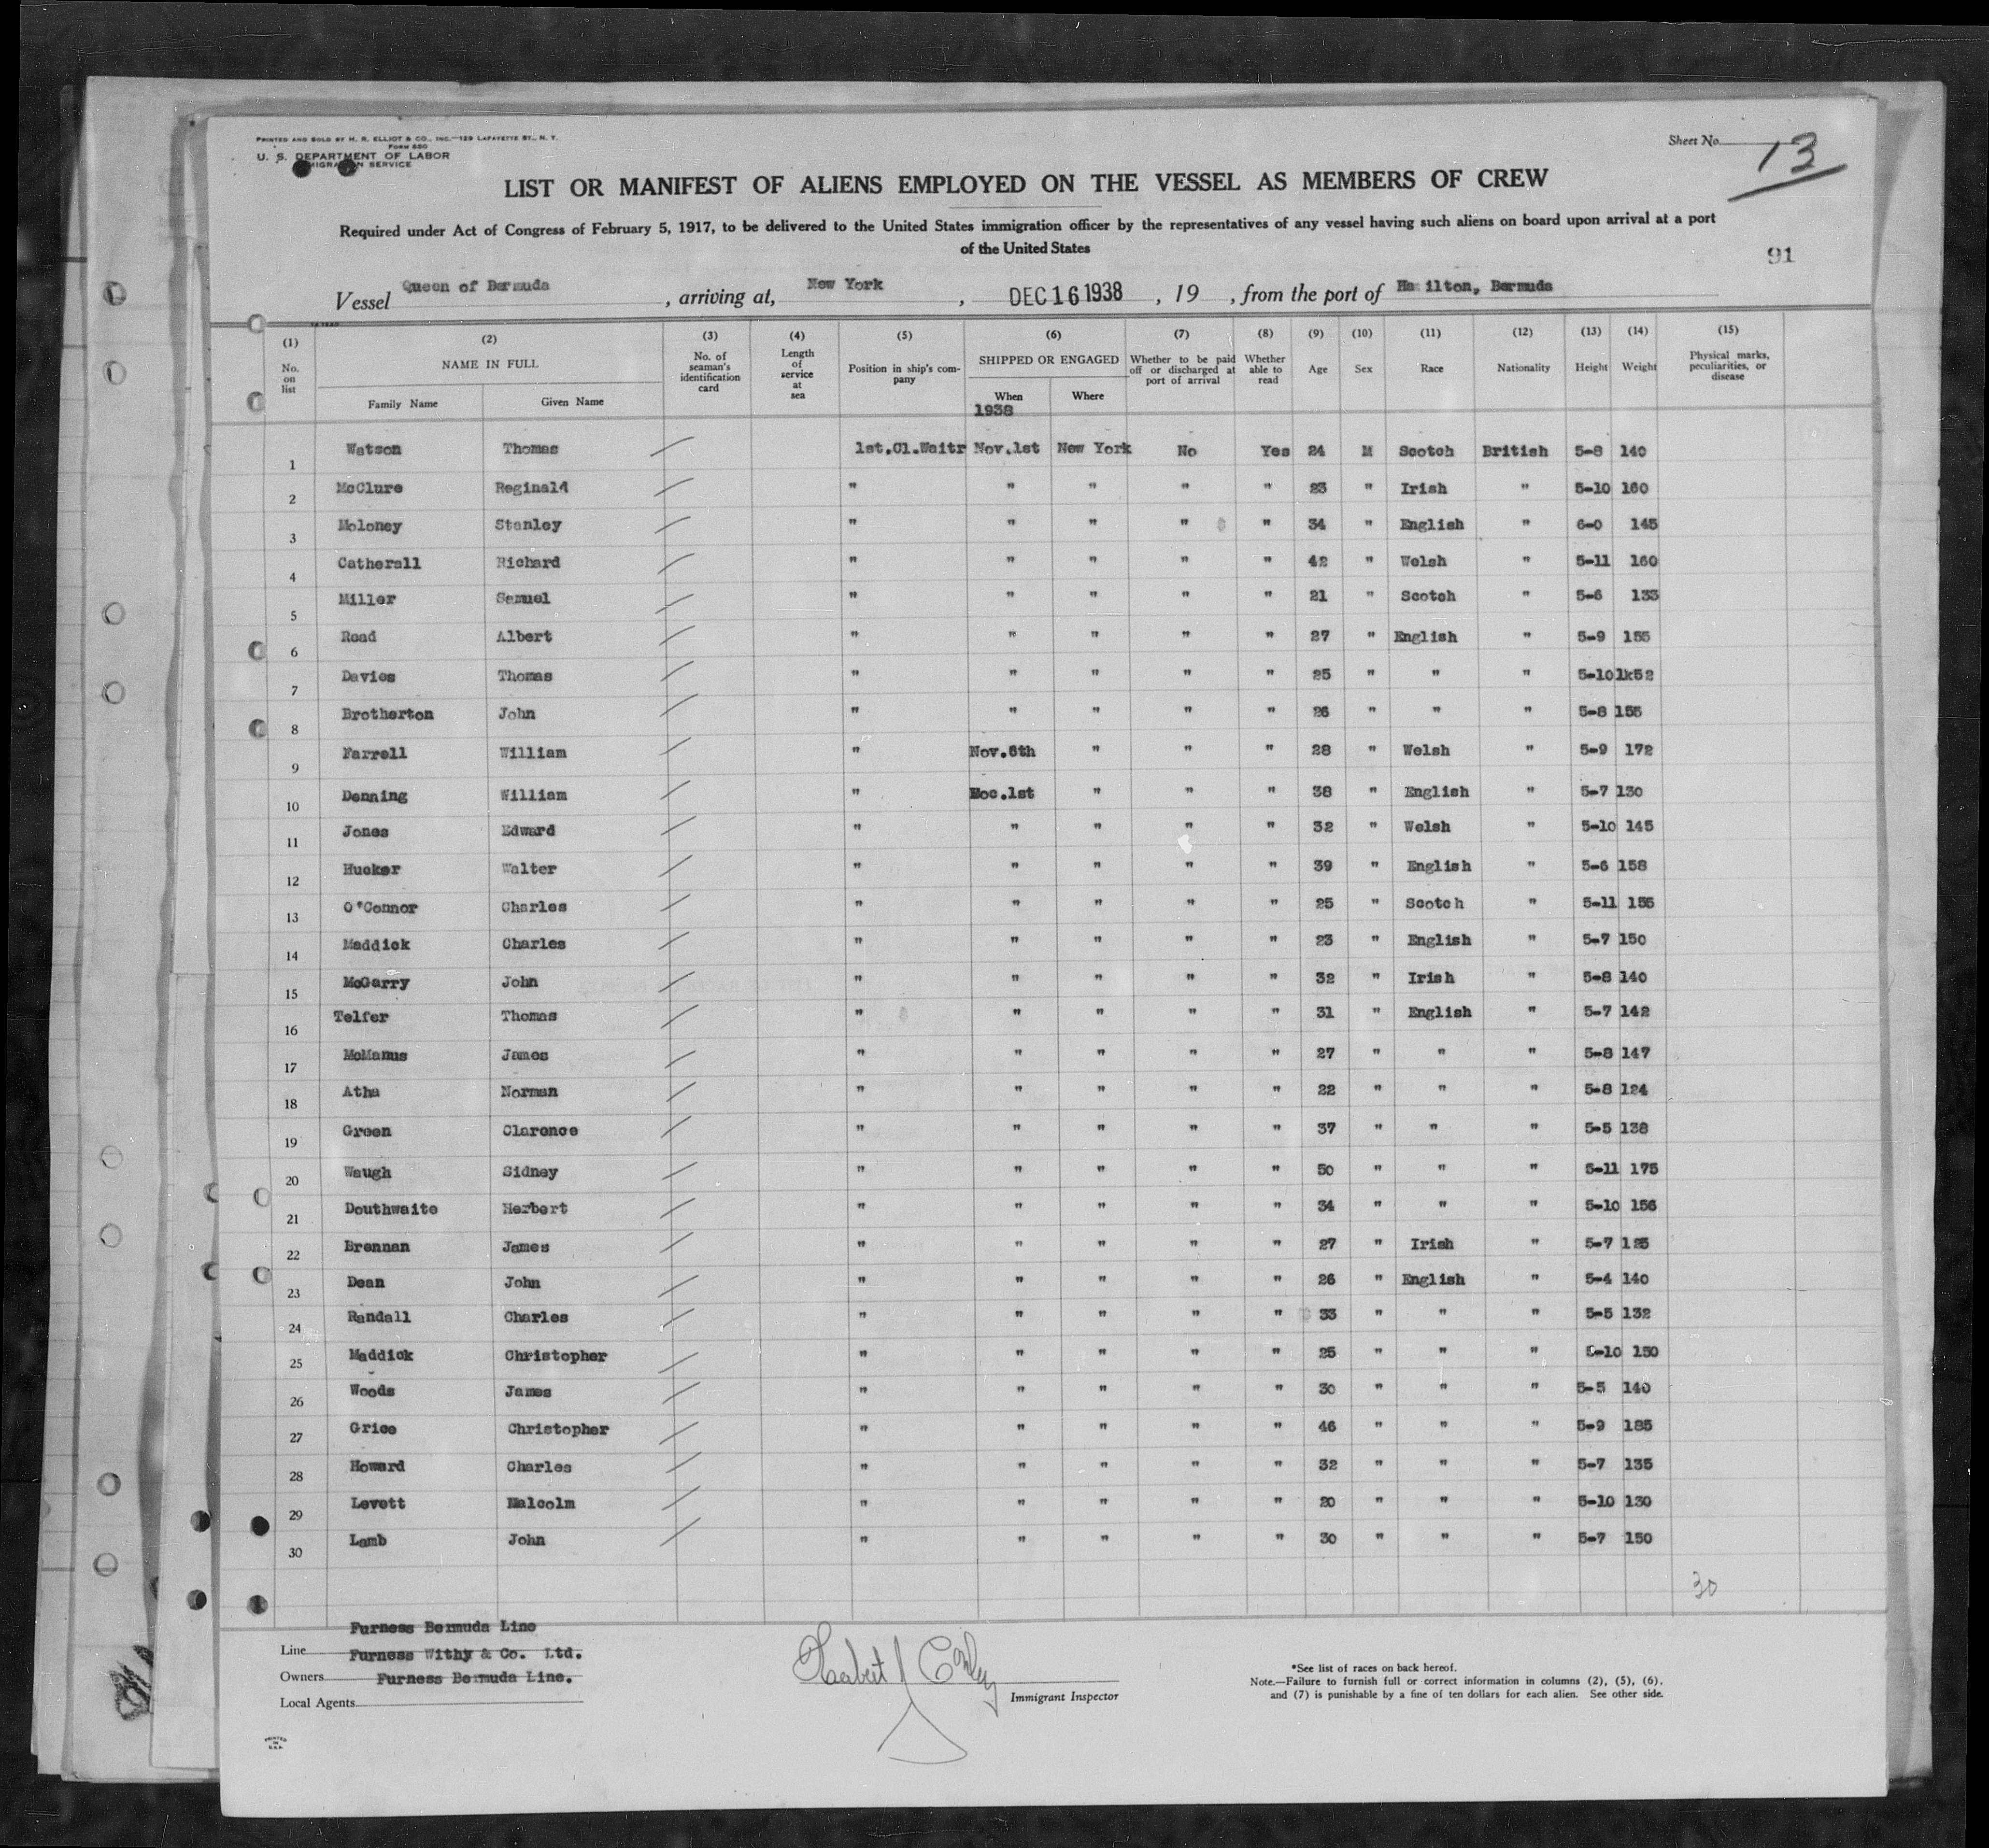 PRINTED AND SOLD BY H. R. ELLIOT & CO., INC.—129 LAFAYETTE ST., N. Y.
FORM 680
U. S. DEPARTMENT OF LABOR
IMMIGRATION SERVICE
Sheet No. 13
LIST OR MANIFEST OF ALIENS EMPLOYED ON THE VESSEL AS MEMBERS OF CREW
Required under Act of Congress of February 5, 1917, to be delivered to the United States immigration officer by the representatives of any vessel having such aliens on board upon arrival at a port
of the United States
91
Vessel Queen of Bermuda, arriving at, New York, DEC 16 1938, 19, from the port of Hamilton, Bermuda
(1) (2) (3) (4) (5) (6) (7) (8) (9) (10) (11) (12) (13) (14) (15)
No. on list NAME IN FULL Family Name Given Name No. of seaman's identification card Length of service at sea Position in ship's company SHIPPED OR ENGAGED When Where Whether to be paid off or discharged at port of arrival Whether able to read Age Sex Race Nationality Height Weight Physical marks, peculiarities, or disease
1938
1 Watson Thomas 1st.Cl.Waitr Nov.1st New York No Yes 24 M Scotch British 5-8 140
2 McClure Reginald " " " " " 23 " Irish " 5-10 160
3 Moloney Stanley " " " " " 34 " English " 6-0 145
4 Catherall Richard " " " " " 42 " Welsh " 5-11 160
5 Miller Samuel " " " " " 21 " Scotch " 5-6 133
6 Read Albert " " " " " 27 " English " 5-9 155
7 Davies Thomas " " " " " 25 " " " 5-10 1k52
8 Brotherton John " " " " " 26 " " " 5-8 155
9 Farrell William " Nov.6th " " " 28 " Welsh " 5-9 172
10 Denning William " Dec.1st " " " 38 " English " 5-7 130
11 Jones Edward " " " " " 32 " Welsh " 5-10 145
12 Hucker Walter " " " " " 39 " English " 5-6 158
13 O'Connor Charles " " " " " 25 " Scotch " 5-11 155
14 Maddick Charles " " " " " 23 " English " 5-7 150
15 McGarry John " " " " " 32 " Irish " 5-8 140
16 Telfer Thomas " " " " " 31 " English " 5-7 142
17 McManus James " " " " " 27 " " " 5-8 147
18 Atha Norman " " " " " 22 " " " 5-8 124
19 Green Clarence " " " " " 37 " " " 5-5 138
20 Waugh Sidney " " " " " 50 " " " 5-11 175
21 Douthwaite Herbert " " " " " 34 " " " 5-10 156
22 Brennan James " " " " " 27 " Irish " 5-7 125
23 Dean John " " " " " 26 " English " 5-4 140
24 Randall Charles " " " " " 33 " " " 5-5 132
25 Maddick Christopher " " " " " 25 " " " 5-10 150
26 Woods James " " " " " 30 " " " 5-5 140
27 Grice Christopher " " " " " 46 " " " 5-9 185
28 Howard Charles " " " " " 32 " " " 5-7 135
29 Levett Malcolm " " " " " 20 " " " 5-10 130
30 Lamb John " " " " " 30 " " " 5-7 150
30
Furness Bermuda Line
Line Furness Withy & Co. Ltd.
Owners Furness Bermuda Line.
Local Agents
Immigrant Inspector
*See list of races on back hereof.
Note.—Failure to furnish full or correct information in columns (2), (5), (6),
and (7) is punishable by a fine of ten dollars for each alien. See other side.
PRINTED
IN
U.S.A.